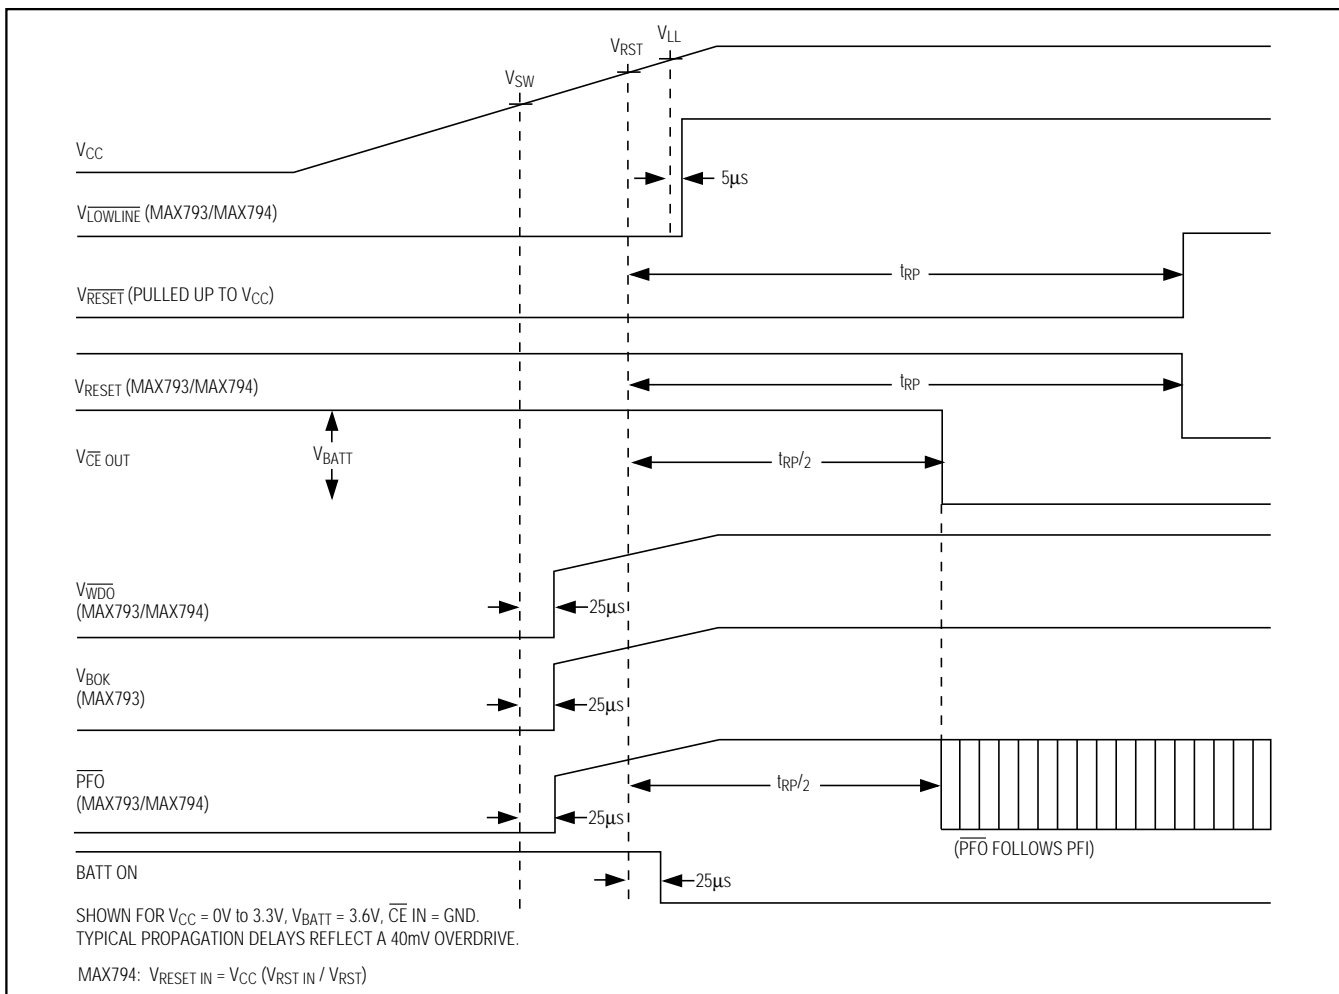 VLL
VRST
VSW
VCC
5µs
VLOWLINE (MAX793/MAX794)
tRP
VRESET (PULLED UP TO VCC)
VRESET (MAX793/MAX794)
tRP
VBATT
VCE OUT
tRP/2
VWDO
(MAX793/MAX794)
25µs
VBOK
(MAX793)
25µs
PFO
(MAX793/MAX794)
tRP/2
25µs
(PFO FOLLOWS PFI)
BATT ON
25µs
SHOWN FOR VCC = 0V to 3.3V, VBATT = 3.6V, CE IN = GND.
TYPICAL PROPAGATION DELAYS REFLECT A 40mV OVERDRIVE.
MAX794: VRESET IN = VCC (VRST IN / VRST)